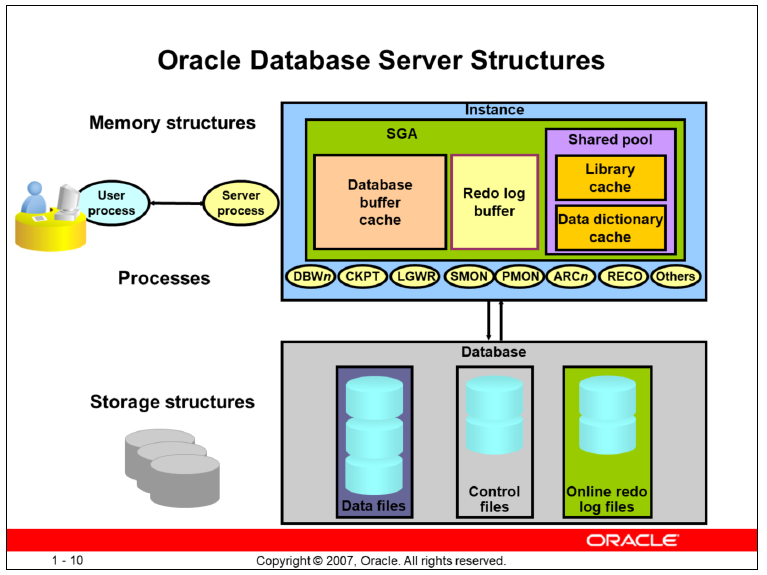 Oracle Database Server Structures
Memory structures
Instance
SGA
Shared pool
Database
buffer
cache
Redo log
buffer
Library
cache
Data dictionary
cache
User
process
Server
process
Processes
DBWn
CKPT
LGWR
SMON
PMON
ARCn
RECO
Others
Database
Storage structures
Data files
Control
files
Online redo
log files
ORACLE
1 - 10
Copyright © 2007, Oracle. All rights reserved.